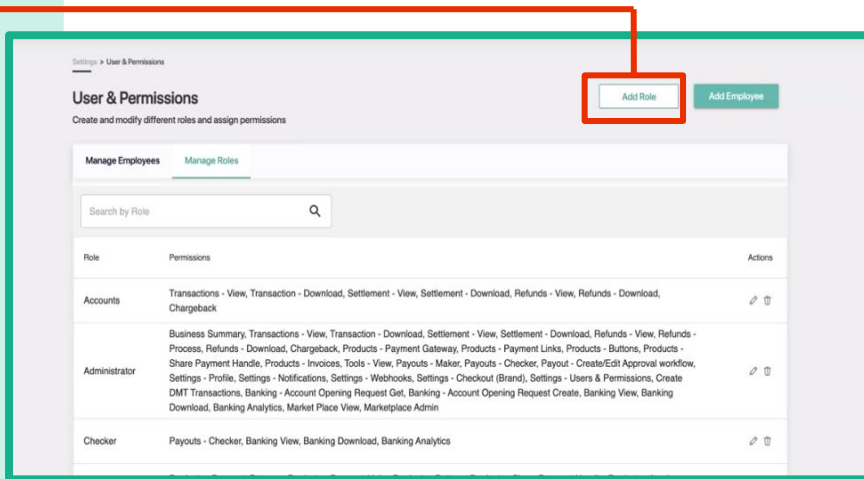 Settings > User & Permissions
User & Permissions
Create and modify different roles and assign permissions
Add Role
Add Employee
Manage Employees
Manage Roles
Search by Role
Role
Permissions
Actions
Accounts
Transactions - View, Transaction - Download, Settlement - View, Settlement - Download, Refunds - View, Refunds - Download,
Chargeback
Administrator
Business Summary, Transactions - View, Transaction - Download, Settlement - View, Settlement - Download, Refunds - View, Refunds -
Process, Refunds - Download, Chargeback, Products - Payment Gateway, Products - Payment Links, Products - Buttons, Products -
Share Payment Handle, Products - Invoices, Tools - View, Payouts - Maker, Payouts - Checker, Payout - Create/Edit Approval workflow,
Settings - Profile, Settings - Notifications, Settings - Webhooks, Settings - Checkout (Brand), Settings - Users & Permissions, Create
DMT Transactions, Banking - Account Opening Request Get, Banking - Account Opening Request Create, Banking View, Banking
Download, Banking Analytics, Market Place View, Marketplace Admin
Checker
Payouts - Checker, Banking View, Banking Download, Banking Analytics